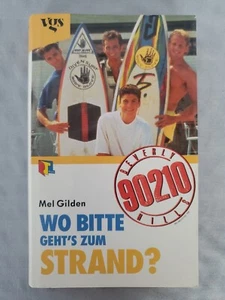 vgs
Mel Gilden
BEVERLY
90210
HILLS
WO BITTE
GEHT'S ZUM
STRAND?